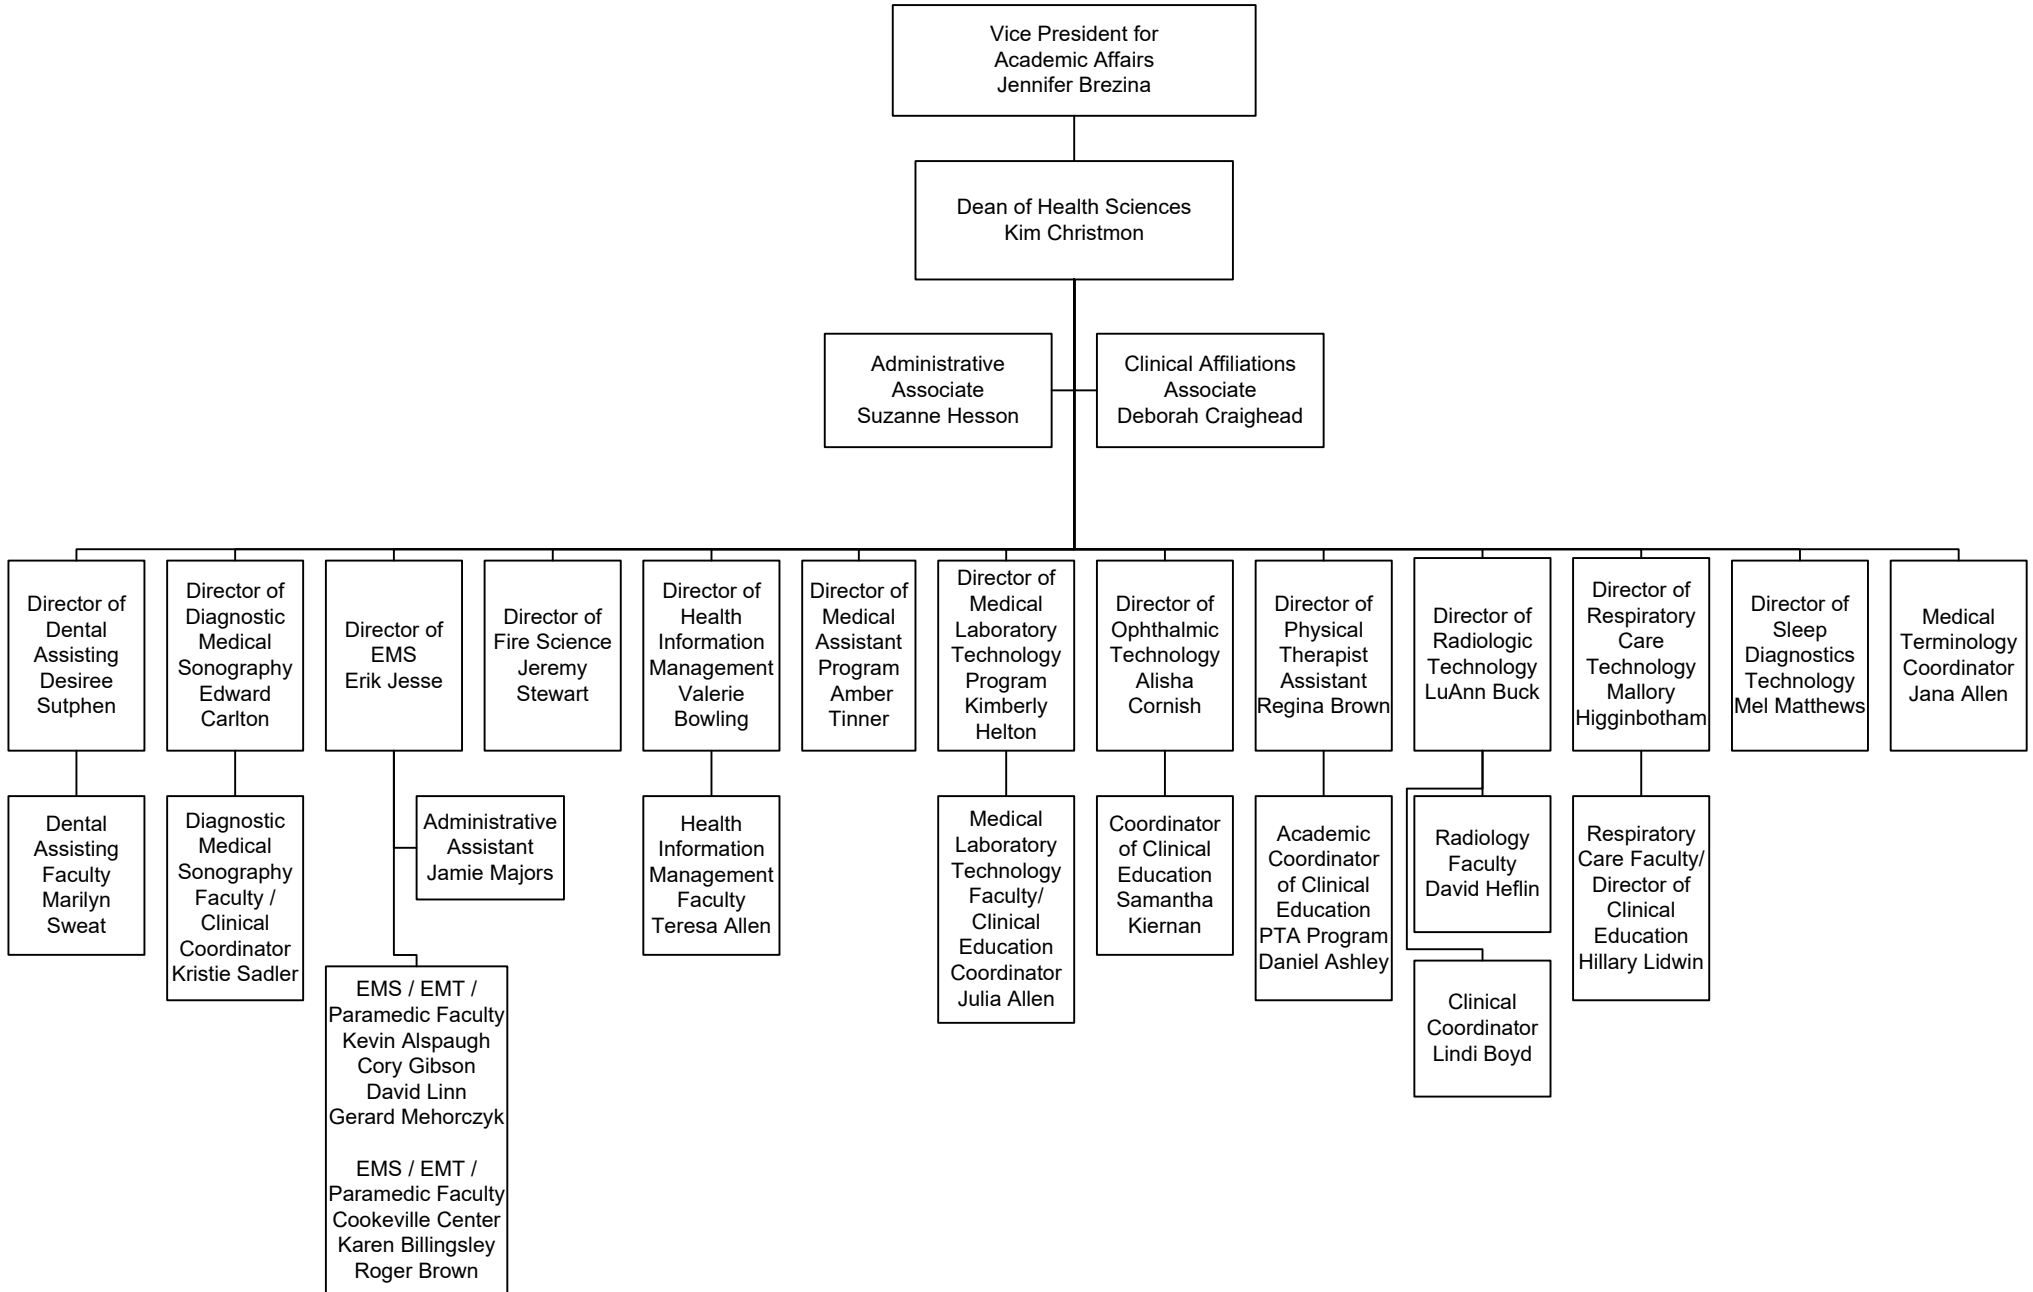 Vice President for
Academic Affairs
Jennifer Brezina
Dean of Health Sciences
Kim Christmon
Administrative
Associate
Suzanne Hesson
Clinical Affiliations
Associate
Deborah Craighead
Director of
Dental
Assisting
Desiree
Sutphen
Director of
Diagnostic
Medical
Sonography
Edward
Carlton
Director of
EMS
Erik Jesse
Director of
Fire Science
Jeremy
Stewart
Director of
Health
Information
Management
Valerie
Bowling
Director of
Medical
Assistant
Program
Amber
Tinner
Director of
Medical
Laboratory
Technology
Program
Kimberly
Helton
Director of
Ophthalmic
Technology
Alisha
Cornish
Director of
Physical
Therapist
Assistant
Regina Brown
Director of
Radiologic
Technology
LuAnn Buck
Director of
Respiratory
Care
Technology
Mallory
Higginbotham
Director of
Sleep
Diagnostics
Technology
Mel Matthews
Medical
Terminology
Coordinator
Jana Allen
Dental
Assisting
Faculty
Marilyn
Sweat
Diagnostic
Medical
Sonography
Faculty /
Clinical
Coordinator
Kristie Sadler
Administrative
Assistant
Jamie Majors
EMS / EMT /
Paramedic Faculty
Kevin Alspaugh
Cory Gibson
David Linn
Gerard Mehorczyk
EMS / EMT /
Paramedic Faculty
Cookeville Center
Karen Billingsley
Roger Brown
Health
Information
Management
Faculty
Teresa Allen
Medical
Laboratory
Technology
Faculty/
Clinical
Education
Coordinator
Julia Allen
Coordinator
of Clinical
Education
Samantha
Kiernan
Academic
Coordinator
of Clinical
Education
PTA Program
Daniel Ashley
Radiology
Faculty
David Heflin
Clinical
Coordinator
Lindi Boyd
Respiratory
Care Faculty/
Director of
Clinical
Education
Hillary Lidwin